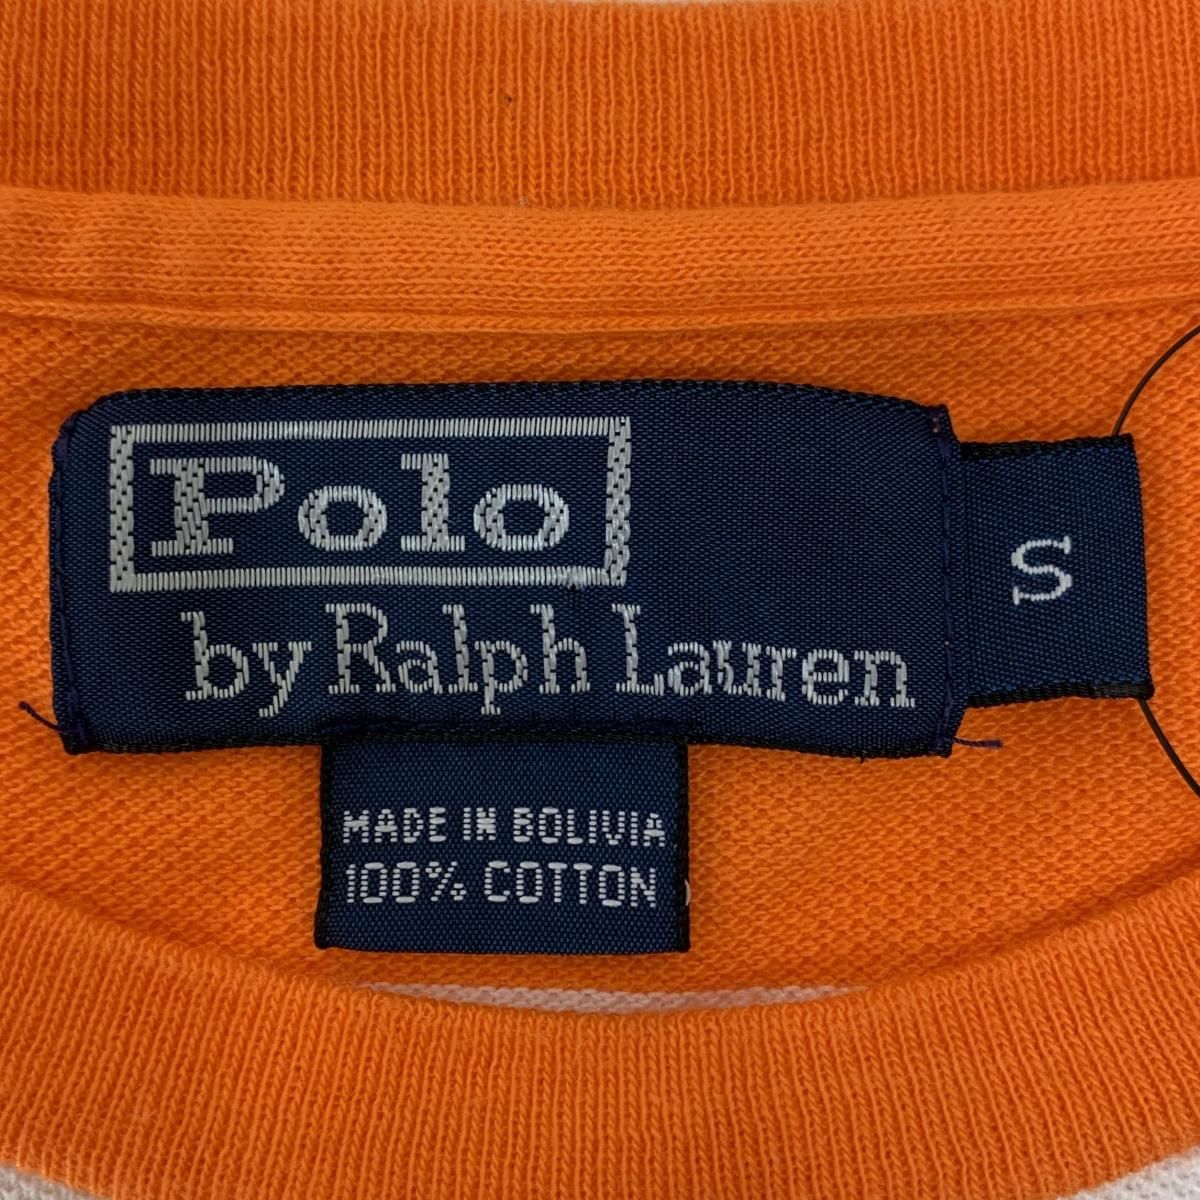 Polo
by Ralph Lauren
S
MADE IN BOLIVIA
100% COTTON